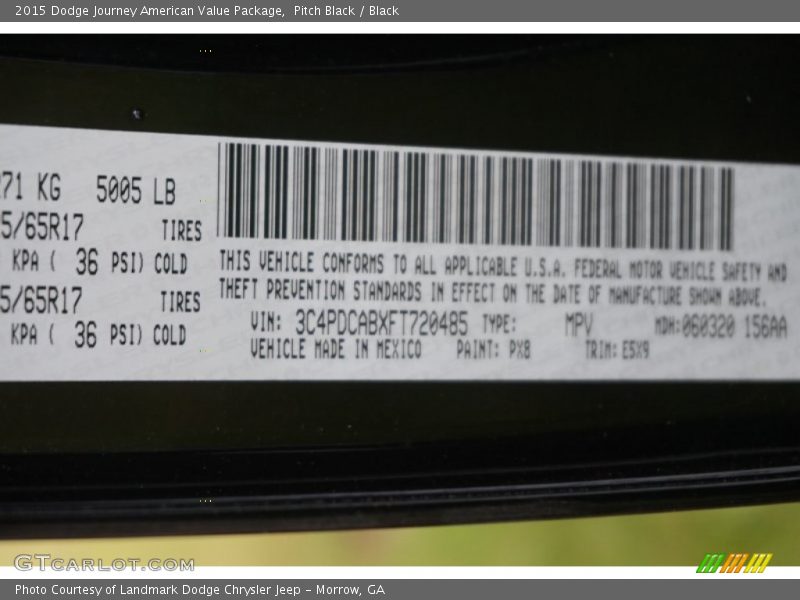 2015 Dodge Journey American Value Package, Pitch Black / Black
71 KG 5005 LB
5/65R17 TIRES
KPA ( 36 PSI) COLD
5/65R17 TIRES
KPA ( 36 PSI) COLD
THIS VEHICLE CONFORMS TO ALL APPLICABLE U.S.A. FEDERAL MOTOR VEHICLE SAFETY AND
THEFT PREVENTION STANDARDS IN EFFECT ON THE DATE OF MANUFACTURE SHOWN ABOVE.
VIN: 3C4PDCABXFT720485 TYPE: MPV MDH:060320 156AA
VEHICLE MADE IN MEXICO PAINT: PX8 TRIM: E5X9
GTCARLOT.COM
Photo Courtesy of Landmark Dodge Chrysler Jeep – Morrow, GA